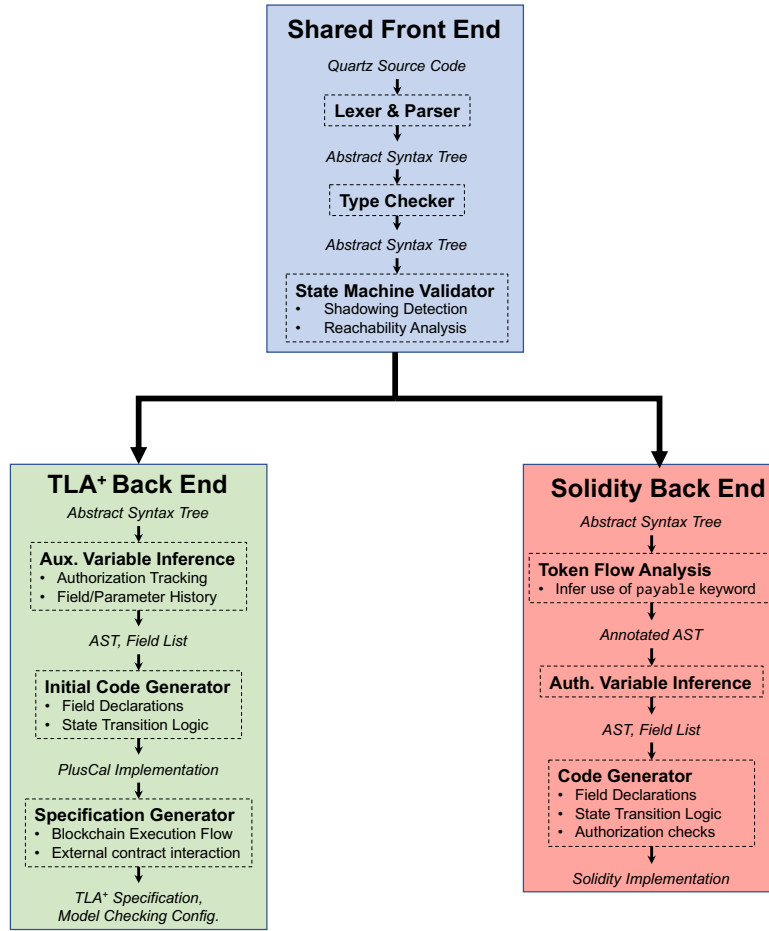 Shared Front End
Quartz Source Code
Lexer & Parser
Abstract Syntax Tree
Type Checker
Abstract Syntax Tree
State Machine Validator
• Shadowing Detection
• Reachability Analysis
TLA⁺ Back End
Abstract Syntax Tree
Aux. Variable Inference
• Authorization Tracking
• Field/Parameter History
AST, Field List
Initial Code Generator
• Field Declarations
• State Transition Logic
PlusCal Implementation
Specification Generator
• Blockchain Execution Flow
• External contract interaction
TLA⁺ Specification,
Model Checking Config.
Solidity Back End
Abstract Syntax Tree
Token Flow Analysis
• Infer use of payable keyword
Annotated AST
Auth. Variable Inference
AST, Field List
Code Generator
• Field Declarations
• State Transition Logic
• Authorization checks
Solidity Implementation